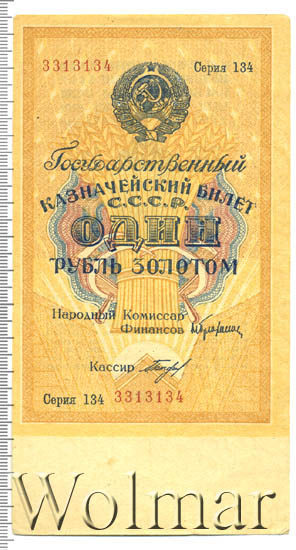 3313134 Серия 134
Государственный
КАЗНАЧЕЙСКИЙ БИЛЕТ
С.С.С.Р.
ОДИН
РУБЛЬ ЗОЛОТОМ
Народный Комиссар
Финансов
Кассир
Серия 134 3313134
Wolmar